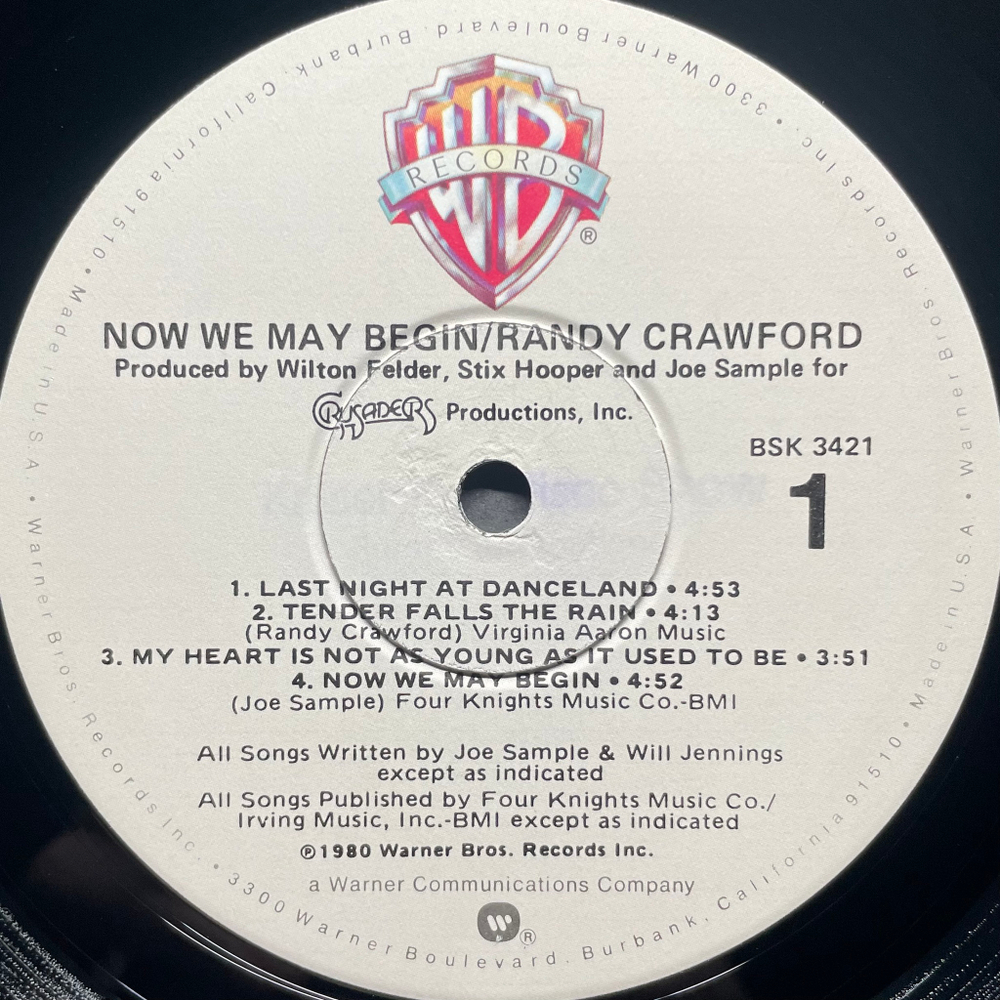 WB
RECORDS
®
NOW WE MAY BEGIN/RANDY CRAWFORD
Produced by Wilton Felder, Stix Hooper and Joe Sample for
CRUSADERS Productions, Inc.
BSK 3421
1
1. LAST NIGHT AT DANCELAND • 4:53
2. TENDER FALLS THE RAIN • 4:13
(Randy Crawford) Virginia Aaron Music
3. MY HEART IS NOT AS YOUNG AS IT USED TO BE • 3:51
4. NOW WE MAY BEGIN • 4:52
(Joe Sample) Four Knights Music Co.-BMI
All Songs Written by Joe Sample & Will Jennings
except as indicated
All Songs Published by Four Knights Music Co./
Irving Music, Inc.-BMI except as indicated
℗1980 Warner Bros. Records Inc.
a Warner Communications Company
W ®
Warner Bros. Records Inc. • 3300 Warner Boulevard. Burbank, California 91510 • Made in U.S.A. • Warner Bros. Records Inc. • 3300 Warner Boulevard. Burbank, California 91510 • Made in U.S.A. •